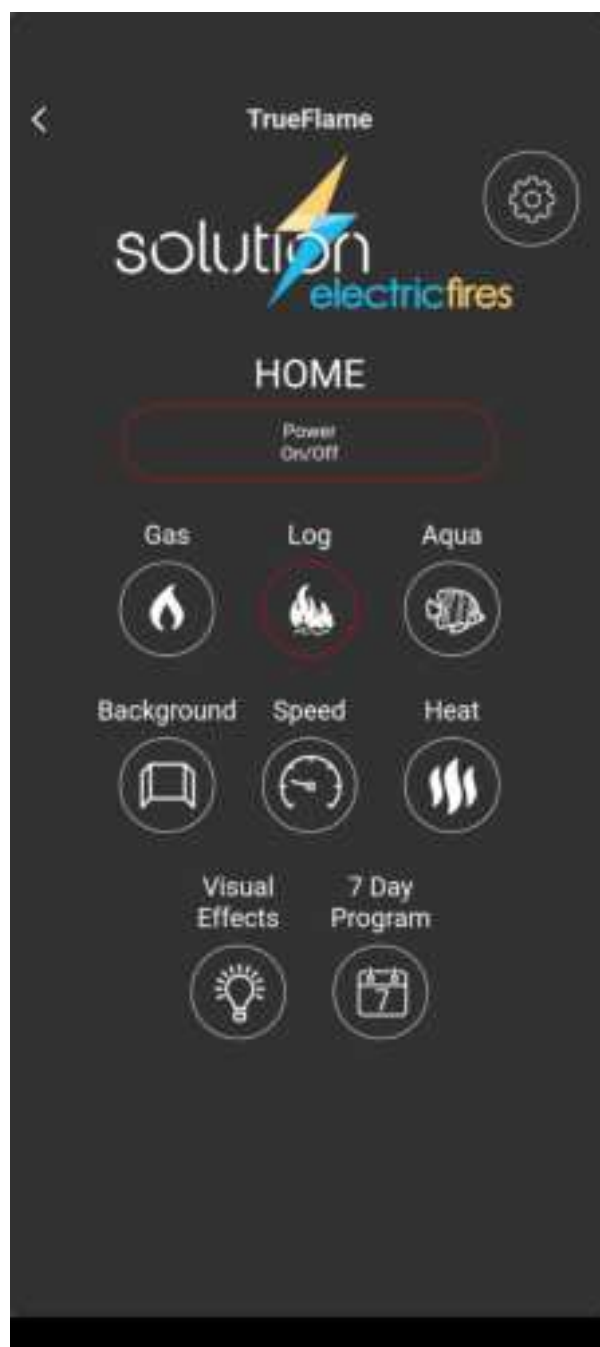 TrueFlame
solution
electricfires
HOME
Power
On/Off
Gas Log Aqua
Background Speed Heat
Visual 7 Day
Effects Program
7